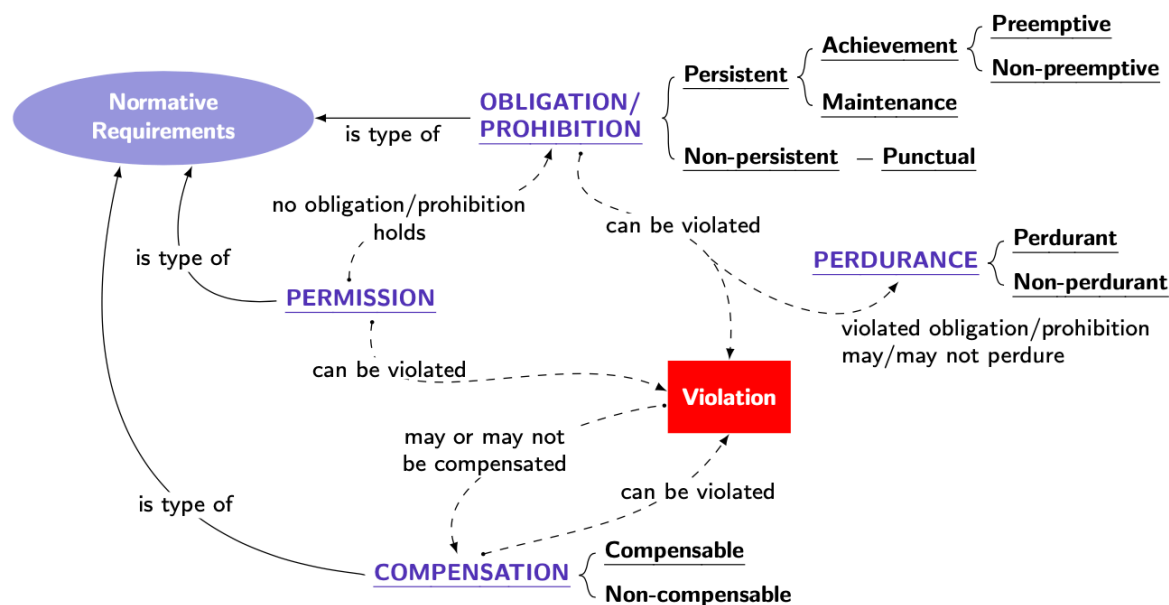 Preemptive
Achievement
Non-preemptive
Persistent
Maintenance
Normative
Requirements
OBLIGATION/
PROHIBITION
is type of
Non-persistent – Punctual
no obligation/prohibition
holds
can be violated
is type of
PERDURANCE
Perdurant
Non-perdurant
PERMISSION
violated obligation/prohibition
may/may not perdure
can be violated
Violation
may or may not
be compensated
can be violated
is type of
COMPENSATION
Compensable
Non-compensable